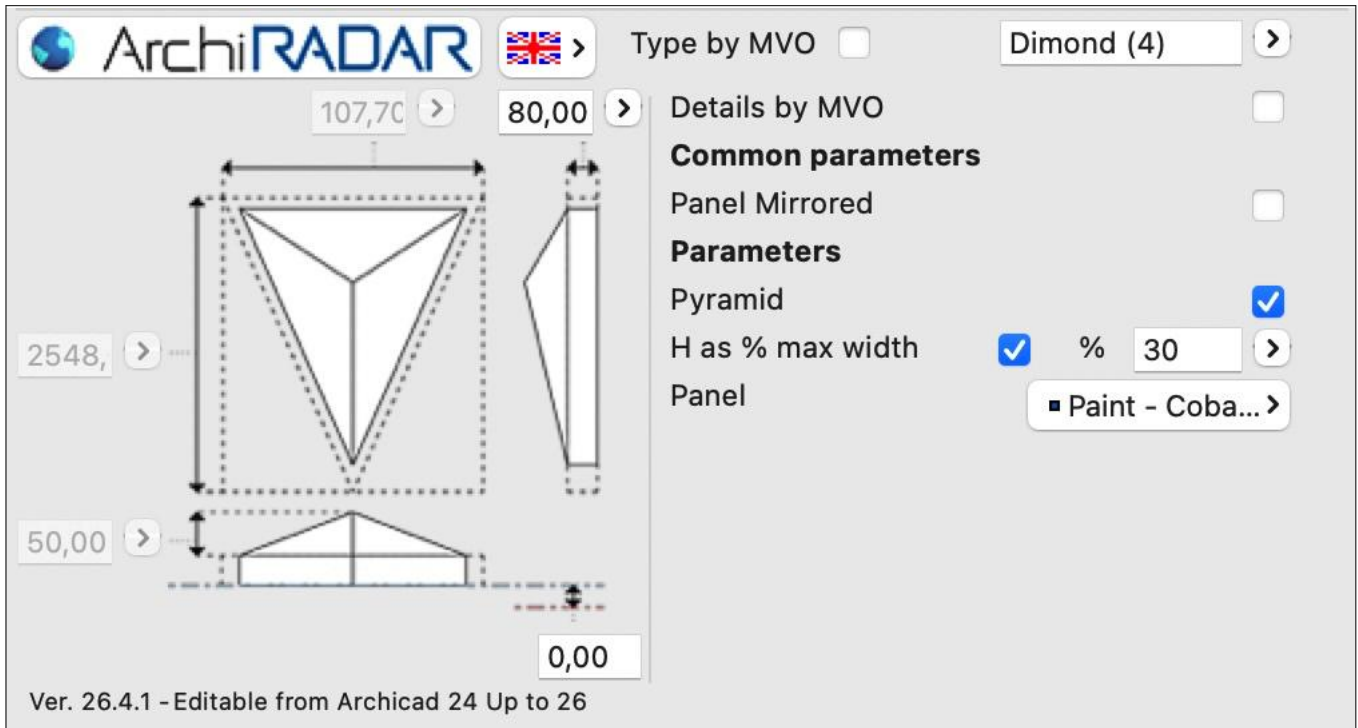 ArchiRADAR
Type by MVO
Dimond (4)
107,70
80,00
Details by MVO
Common parameters
Panel Mirrored
Parameters
Pyramid
2548,
H as % max width
% 30
Panel
Paint - Coba...
50,00
0,00
Ver. 26.4.1 - Editable from Archicad 24 Up to 26